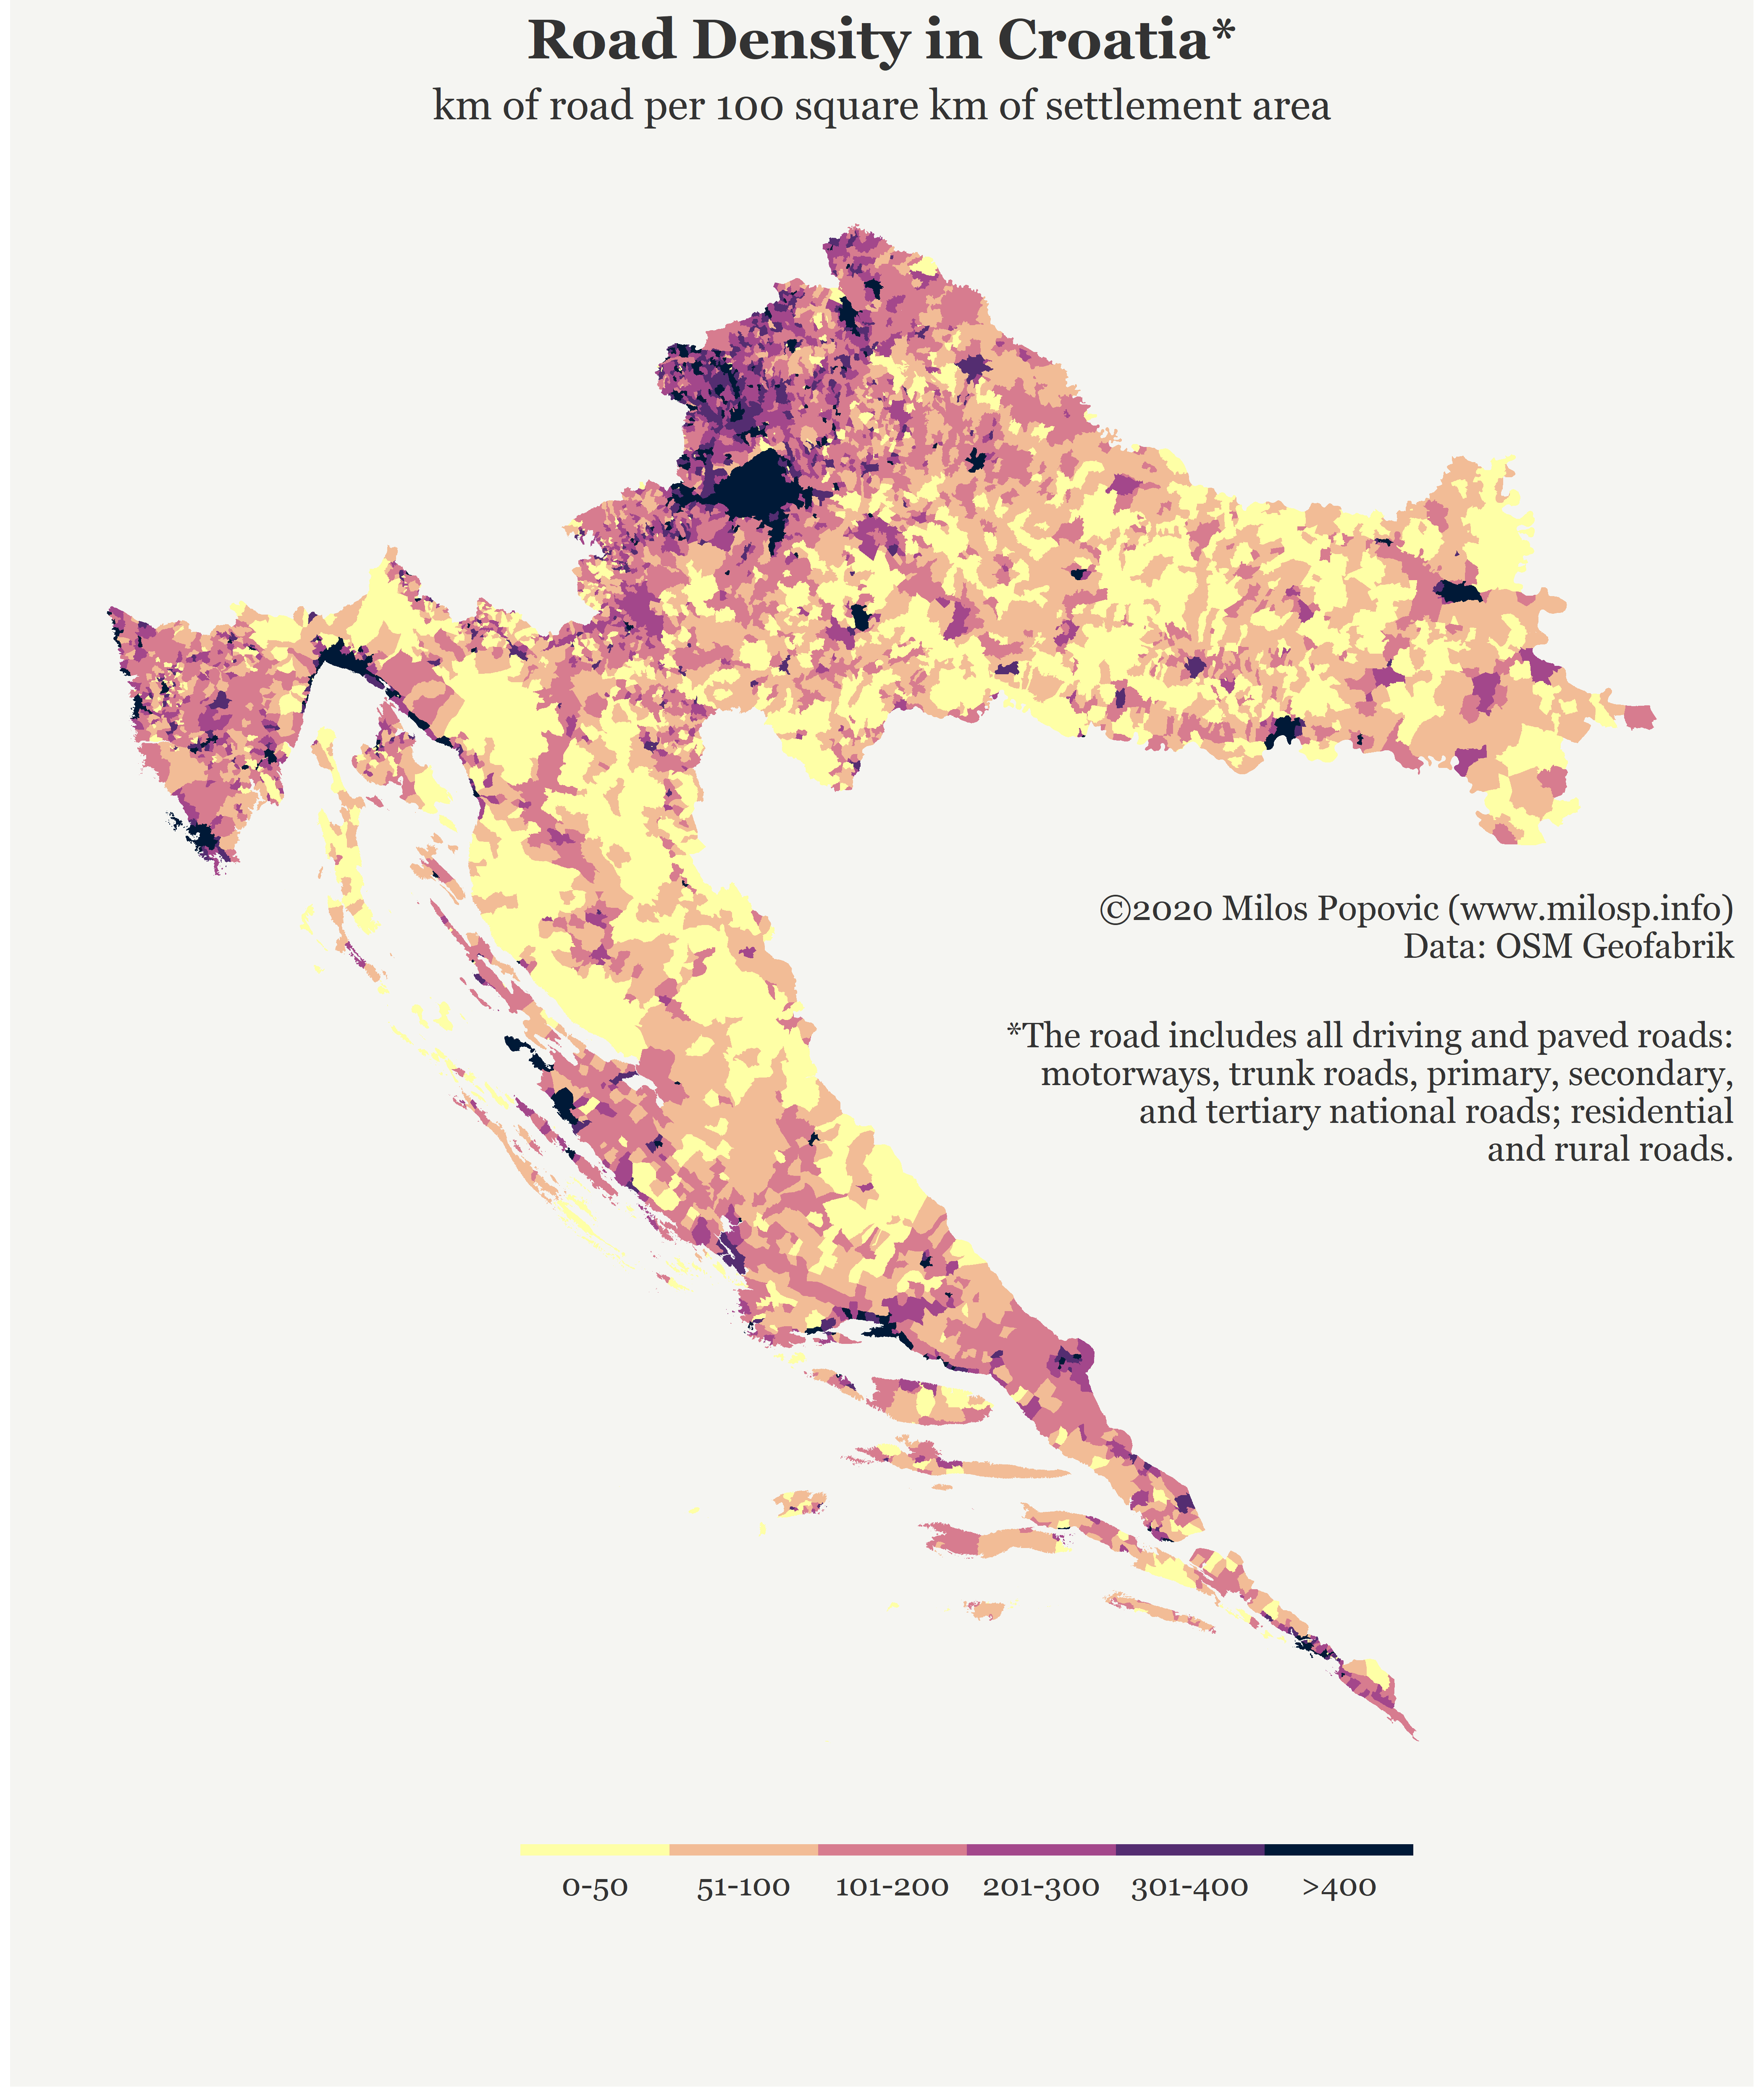 Road Density in Croatia*
km of road per 100 square km of settlement area
©2020 Milos Popovic (www.milosp.info)
Data: OSM Geofabrik
*The road includes all driving and paved roads:
motorways, trunk roads, primary, secondary,
and tertiary national roads; residential
and rural roads.
0-50 51-100 101-200 201-300 301-400 >400